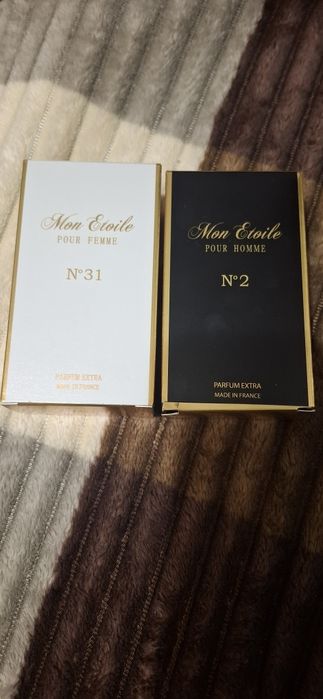 Mon Etoile
POUR FEMME
N°31
PARFUM EXTRA
MADE IN FRANCE
Mon Etoile
POUR HOMME
N°2
PARFUM EXTRA
MADE IN FRANCE